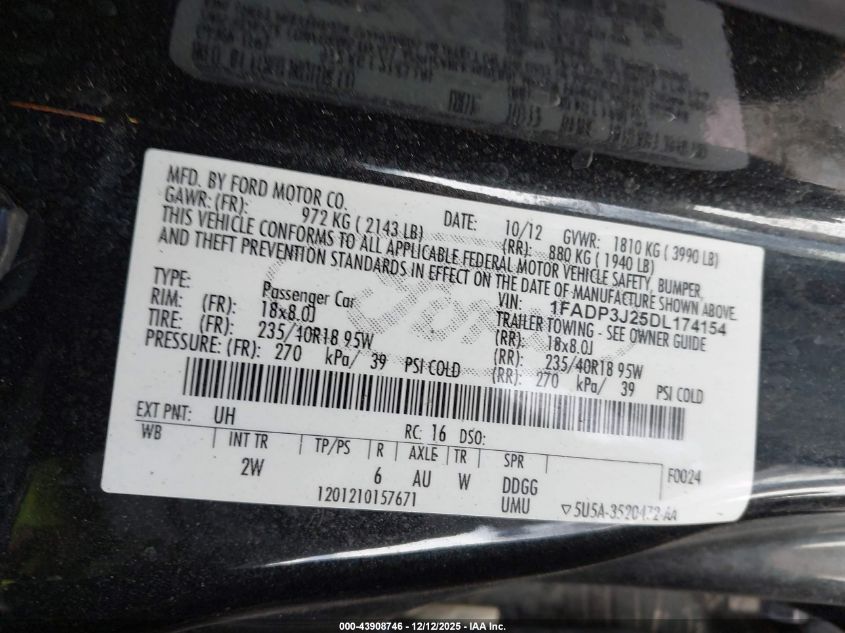 MFD. BY FORD MOTOR CO. DATE: 10/12 GVWR: 1810 KG ( 3990 LB)
GAWR: (FR): 972 KG ( 2143 LB) (RR): 880 KG ( 1940 LB)
THIS VEHICLE CONFORMS TO ALL APPLICABLE FEDERAL MOTOR VEHICLE SAFETY, BUMPER,
AND THEFT PREVENTION STANDARDS IN EFFECT ON THE DATE OF MANUFACTURE SHOWN ABOVE.
VIN: 1FADP3J25DL174154
TYPE: Passenger Car TRAILER TOWING - SEE OWNER GUIDE
RIM: (FR): 18x8.0J (RR): 18x8.0J
TIRE: (FR): 235/40R18 95W (RR): 235/40R18 95W
PRESSURE: (FR): 270 kPa/ 39 PSI COLD (RR): 270 kPa/ 39 PSI COLD
EXT PNT: UH RC: 16 DSO: F0024
WB INT TR TP/PS R AXLE TR SPR
2W 6 AU W DDGG
1201210157671 UMU ▽5U5A-3520472-AA
000-43908746 - 12/12/2025 - IAA Inc.